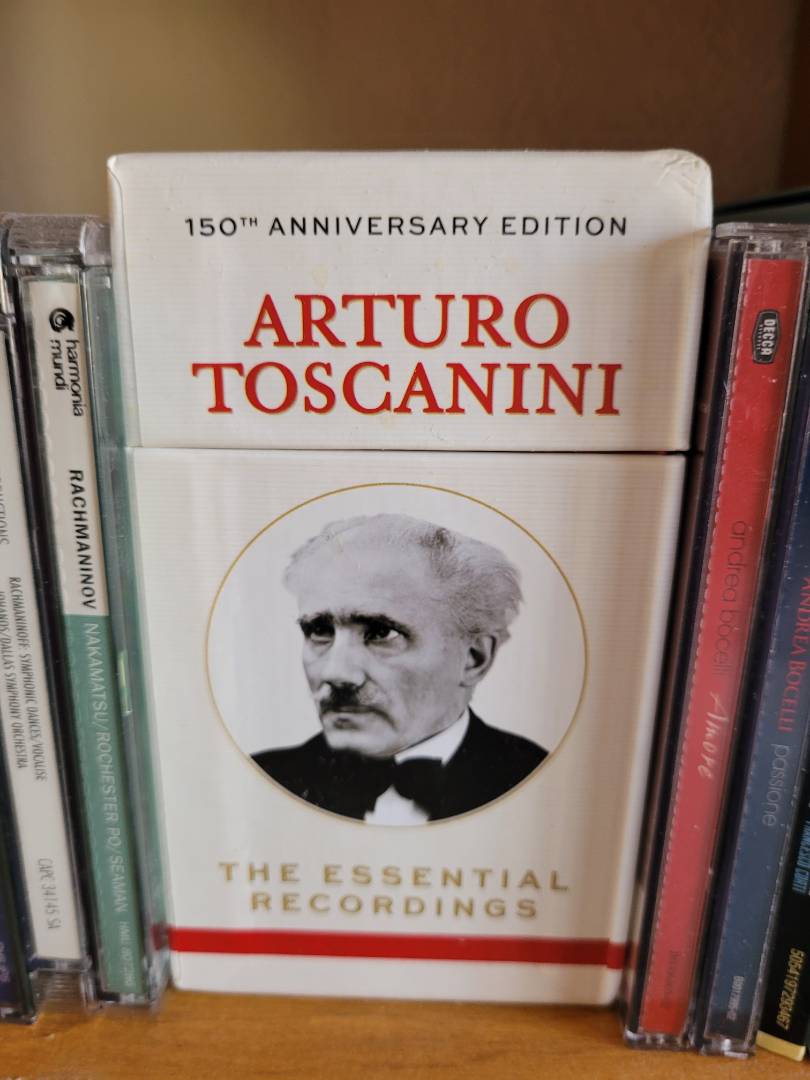 RACHMANINOFF: SYMPHONIC DANCES/VOCALISE
DALLAS SYMPHONY ORCHESTRA
harmonia
mundi
RACHMANINOV NAKAMATSU/ROCHESTER PO/SEAMAN
150TH ANNIVERSARY EDITION
ARTURO
TOSCANINI
THE ESSENTIAL
RECORDINGS
DECCA
andrea bocelli Amore
ANDREA BOCELLI passione
5054197293467